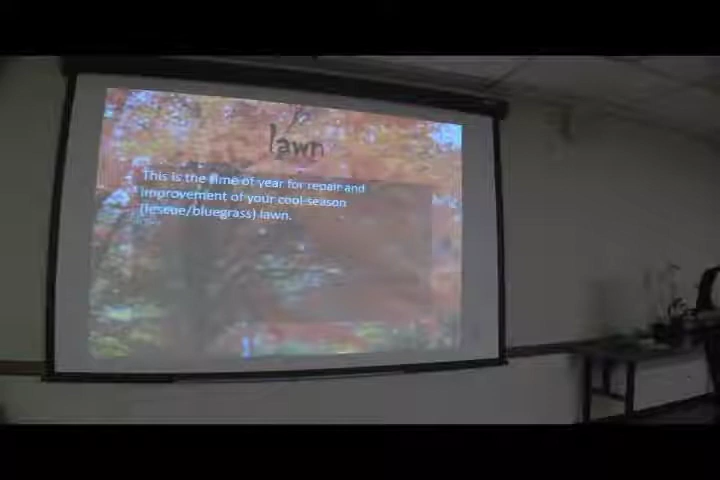 lawn
This is the time of year for repair and
improvement of your cool-season
(fescue/bluegrass) lawn.